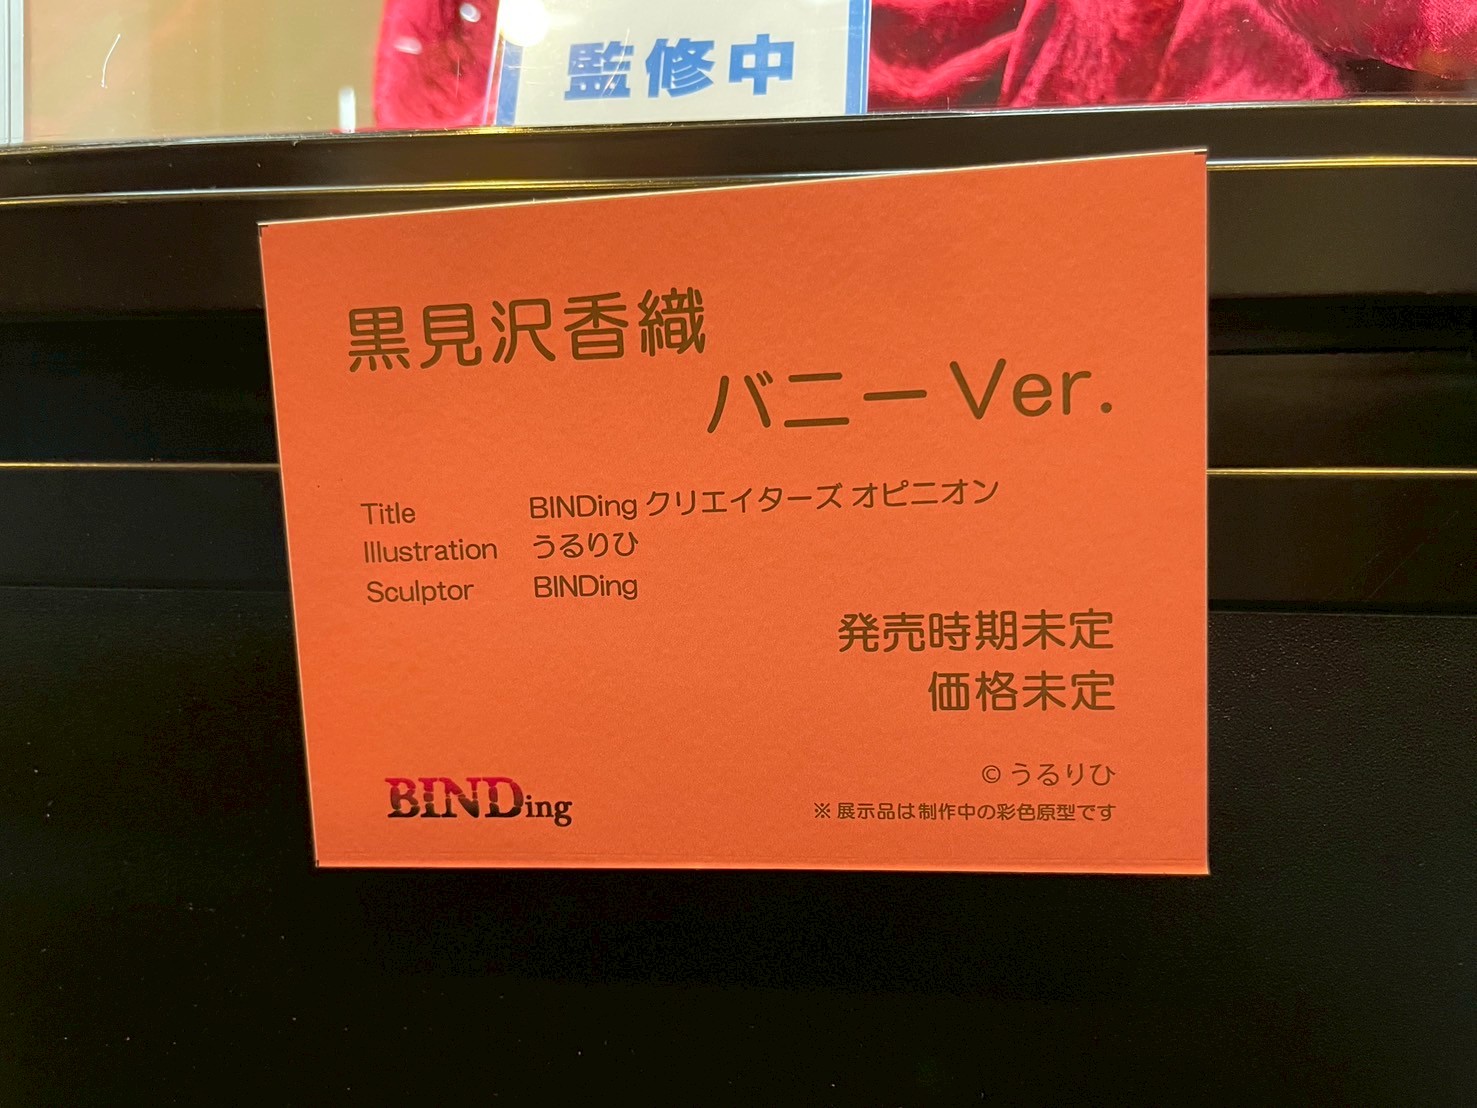 監修中
黒見沢香織
バニーVer.
Title BINDing クリエイターズ オピニオン
Illustration うるりひ
Sculptor BINDing
発売時期未定
価格未定
© うるりひ
BINDing
※ 展示品は制作中の彩色原型です